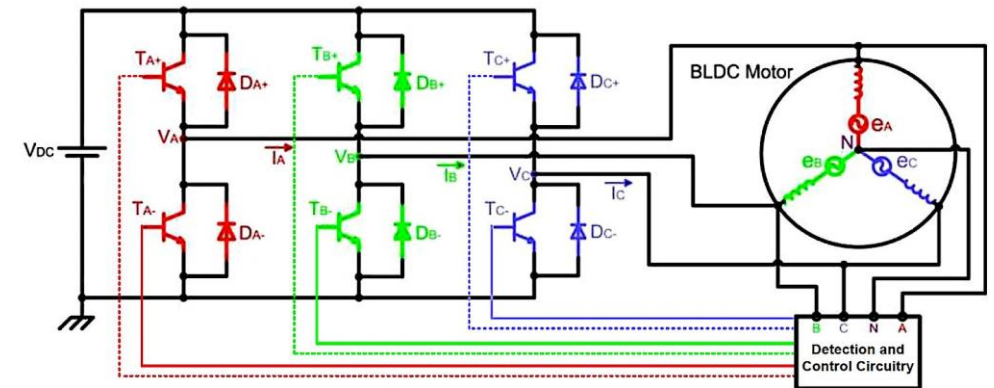 TA+
DA+
TB+
DB+
TC+
DC+
BLDC Motor
eA
N
eB
eC
VDC
VA
IA
VB
IB
VC
IC
TA-
DA-
TB-
DB-
TC-
DC-
B C N A
Detection and
Control Circuitry